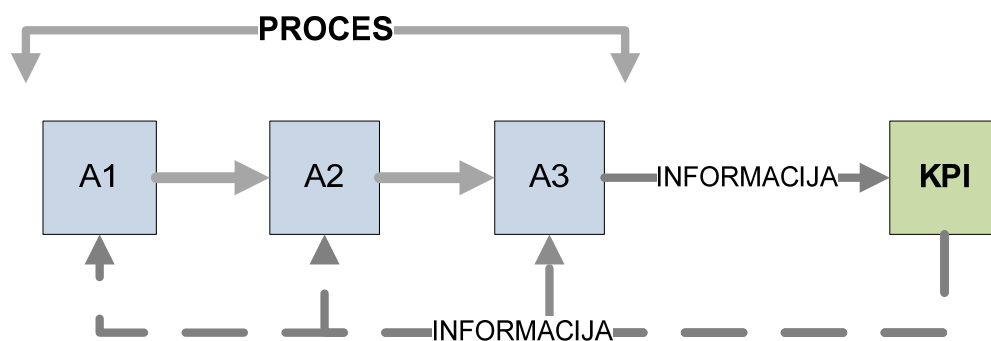 PROCES
A1
A2
A3
INFORMACIJA
KPI
INFORMACIJA